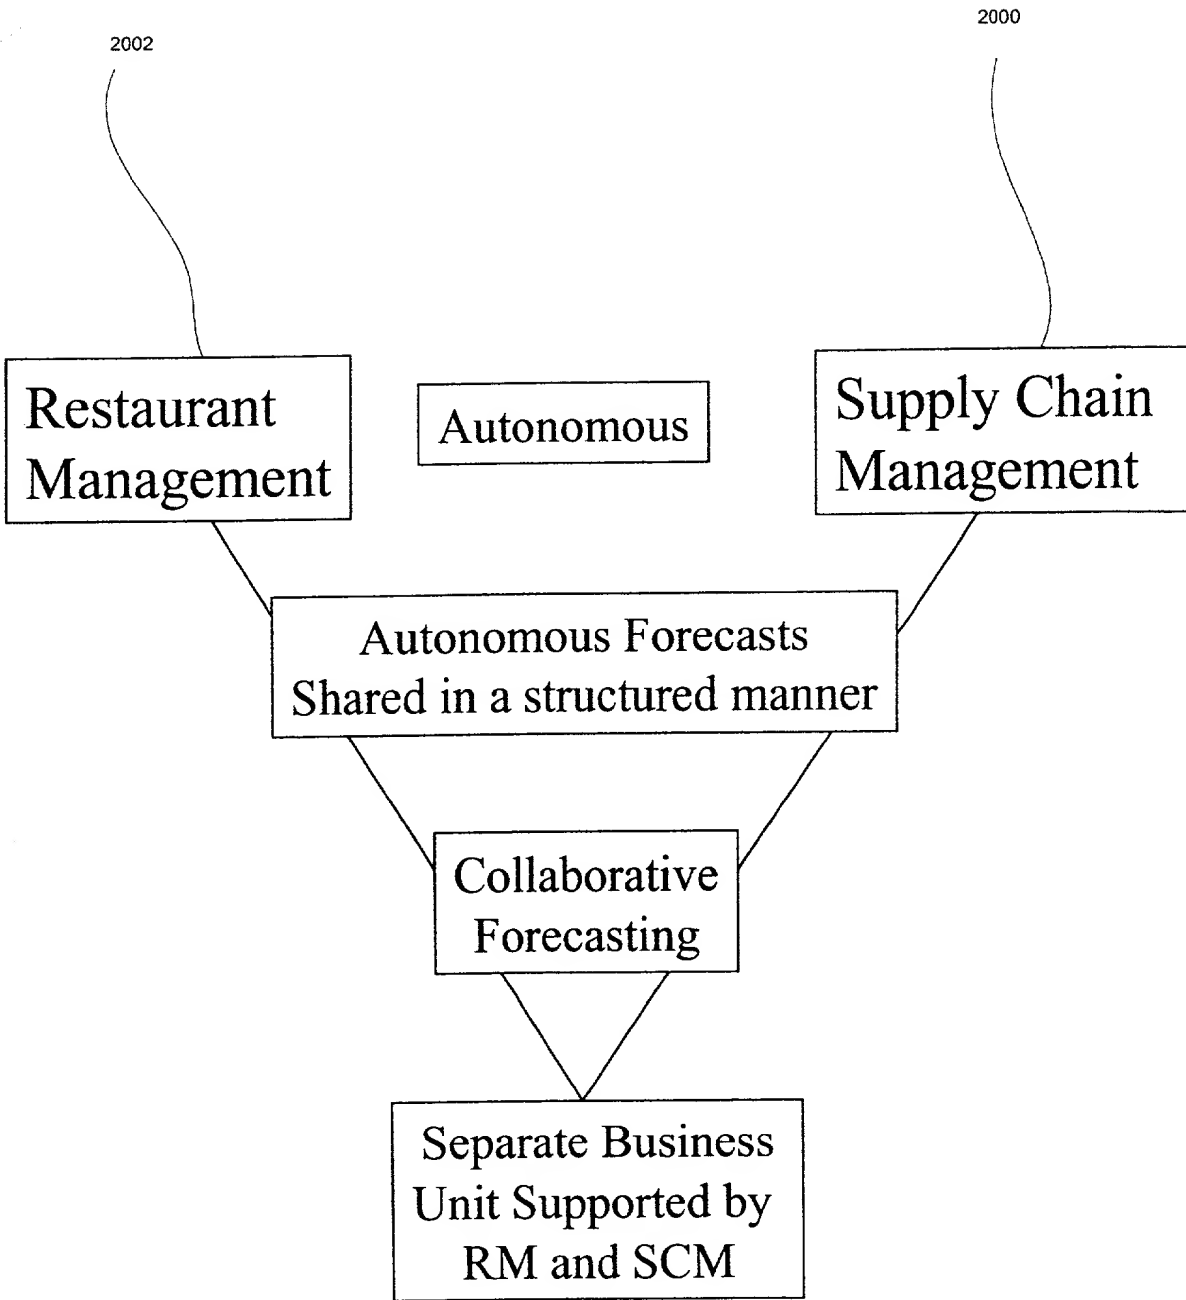 2002
2000
Restaurant
Management
Autonomous
Supply Chain
Management
Autonomous Forecasts
Shared in a structured manner
Collaborative
Forecasting
Separate Business
Unit Supported by
RM and SCM